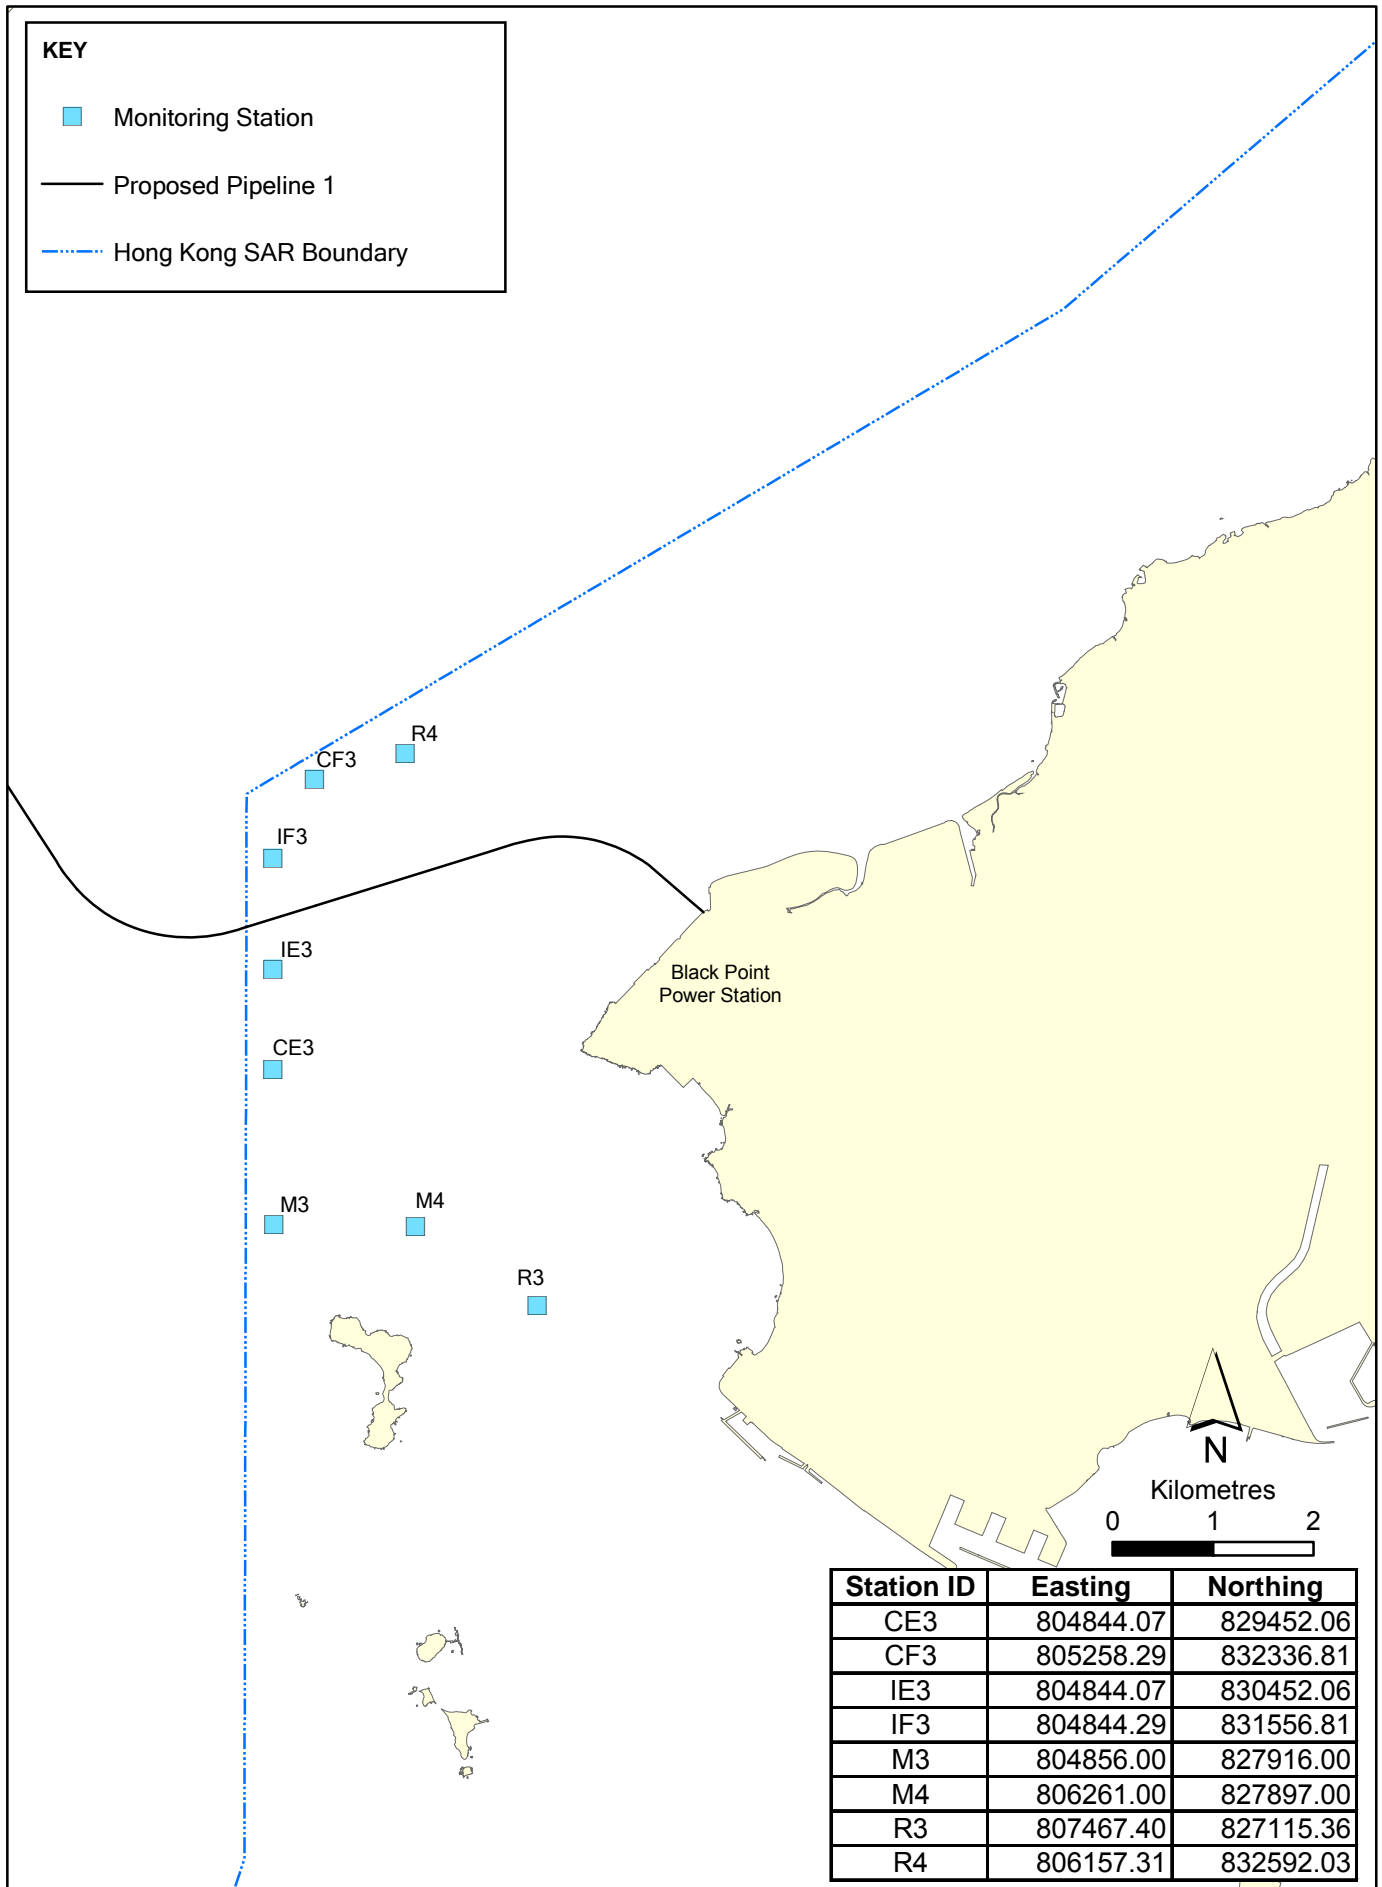 KEY
Monitoring Station
Proposed Pipeline 1
Hong Kong SAR Boundary
R4
CF3
IF3
IE3
Black Point
Power Station
CE3
M3
M4
R3
N
Kilometres
0 1 2
Station ID Easting Northing
CE3 804844.07 829452.06
CF3 805258.29 832336.81
IE3 804844.07 830452.06
IF3 804844.29 831556.81
M3 804856.00 827916.00
M4 806261.00 827897.00
R3 807467.40 827115.36
R4 806157.31 832592.03